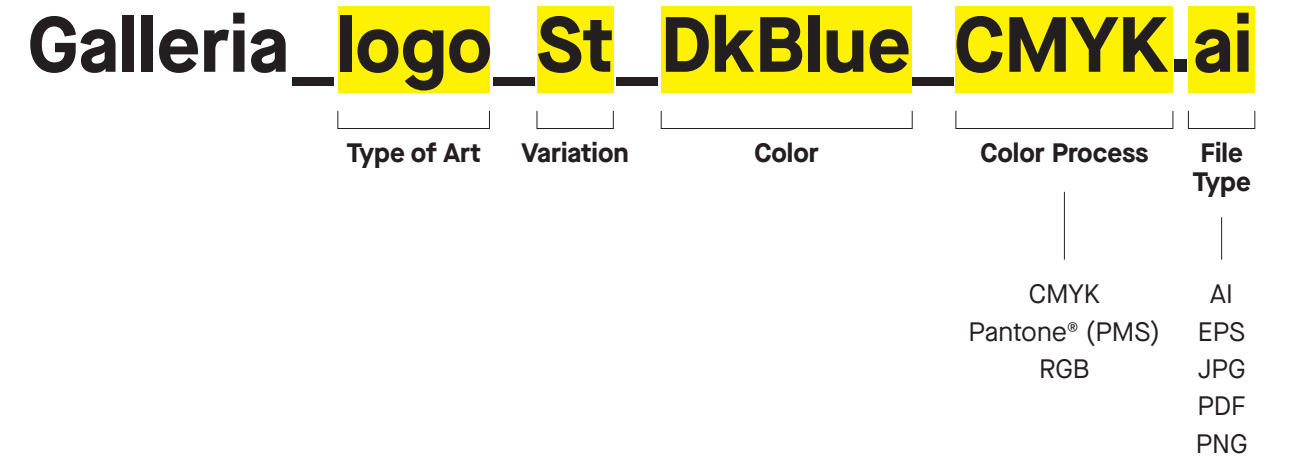 Galleria_logo_St_DkBlue_CMYK.ai
Type of Art Variation Color Color Process File
Type
CMYK AI
Pantone® (PMS) EPS
RGB JPG
PDF
PNG